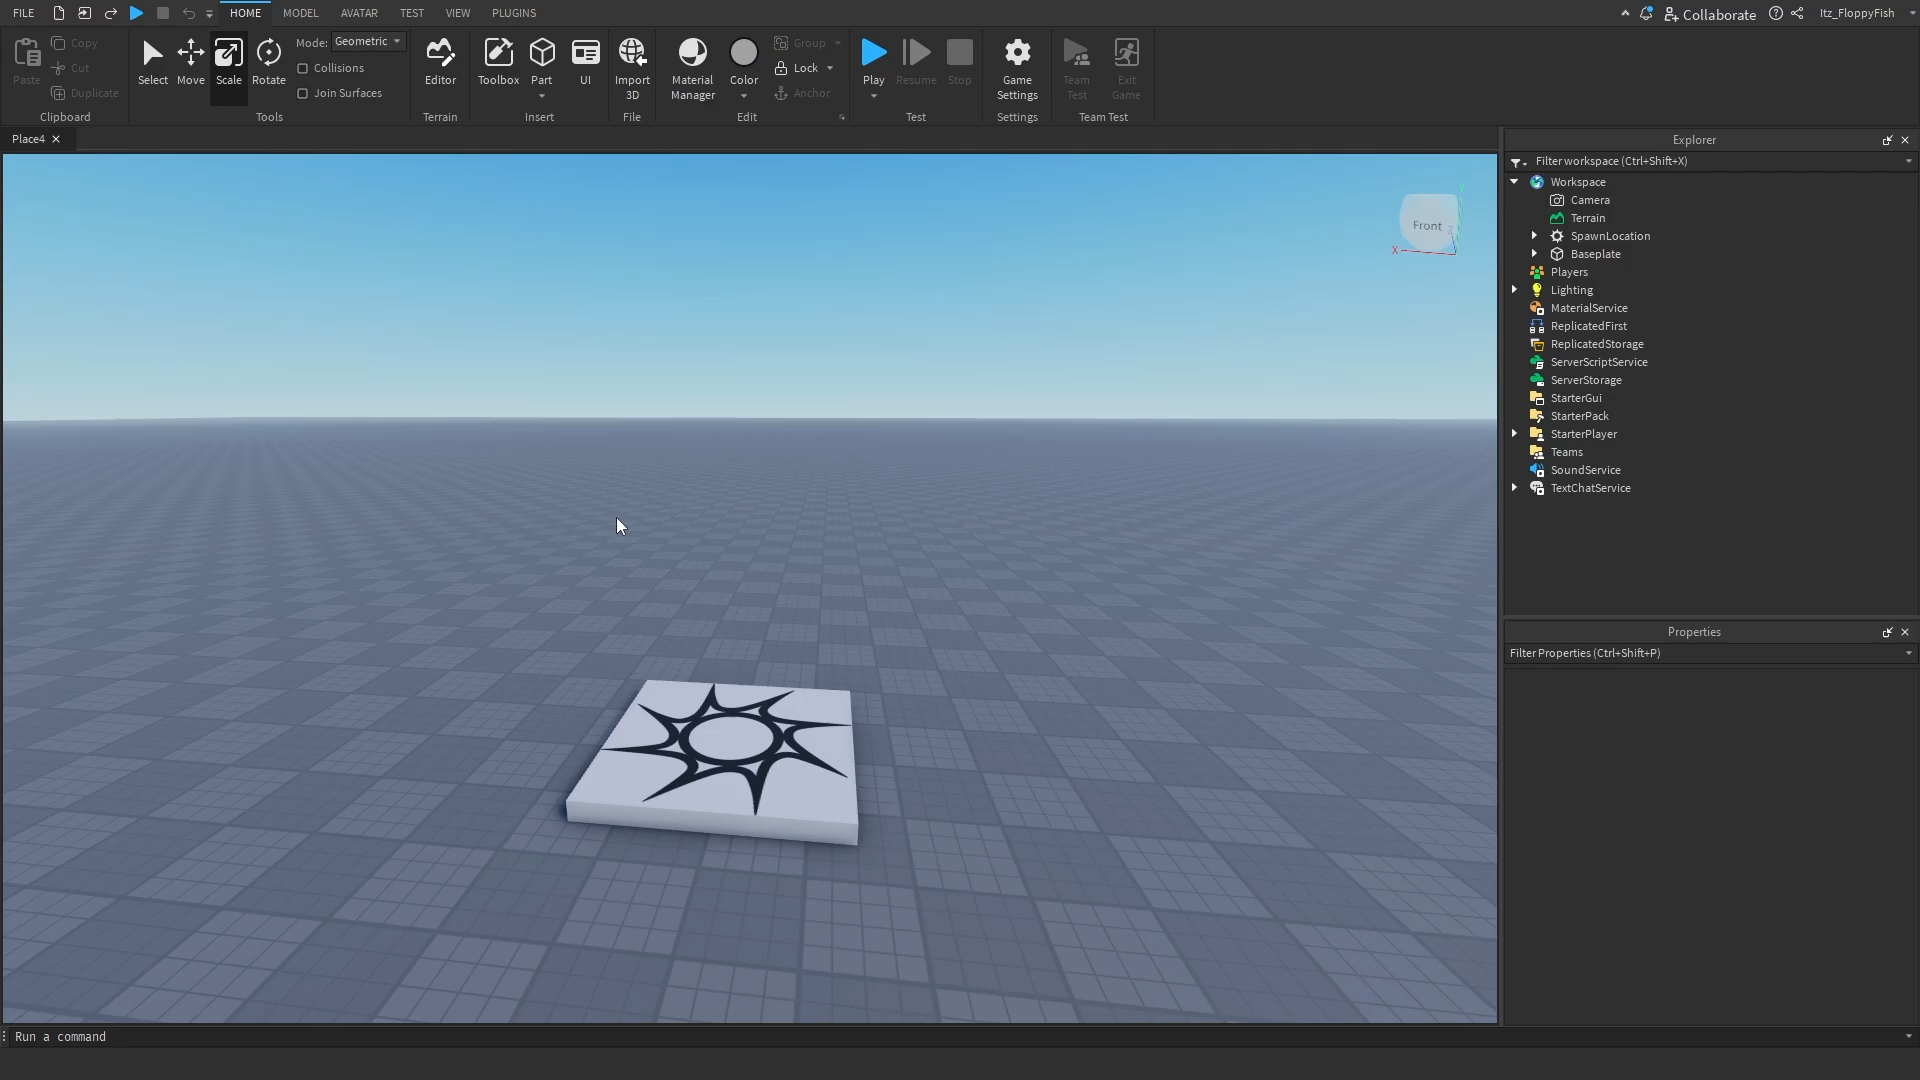 FILE HOME MODEL AVATAR TEST VIEW PLUGINS Collaborate Itz_FloppyFish
Paste Copy Cut Duplicate
Select Move Scale Rotate
Mode: Geometric
Collisions
Join Surfaces
Editor
Toolbox Part UI
Import
3D
Material
Manager
Color
Group
Lock
Anchor
Play Resume Stop
Game
Settings
Team
Test
Exit
Game
Clipboard Tools Terrain Insert File Edit Test Settings Team Test
Place4
Front
X
Y
Z
Explorer
Filter workspace (Ctrl+Shift+X)
Workspace
Camera
Terrain
SpawnLocation
Baseplate
Players
Lighting
MaterialService
ReplicatedFirst
ReplicatedStorage
ServerScriptService
ServerStorage
StarterGui
StarterPack
StarterPlayer
Teams
SoundService
TextChatService
Properties
Filter Properties (Ctrl+Shift+P)
Run a command